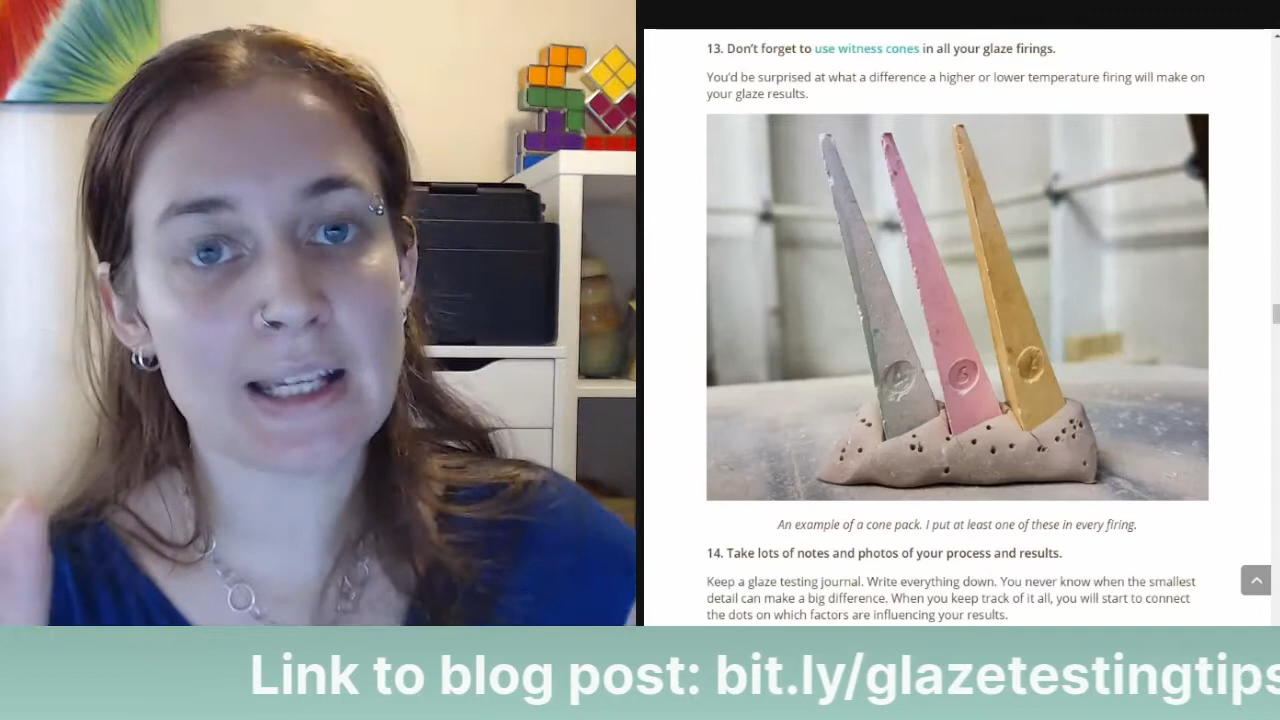 13. Don't forget to use witness cones in all your glaze firings.
You'd be surprised at what a difference a higher or lower temperature firing will make on
your glaze results.
5
An example of a cone pack. I put at least one of these in every firing.
14. Take lots of notes and photos of your process and results.
Keep a glaze testing journal. Write everything down. You never know when the smallest
detail can make a big difference. When you keep track of it all, you will start to connect
the dots on which factors are influencing your results.
Link to blog post: bit.ly/glazetestingtips